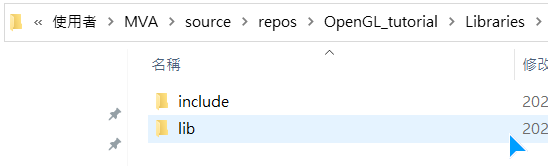 « 使用者 > MVA > source > repos > OpenGL_tutorial > Libraries >
名稱 修改
include 202
lib 202